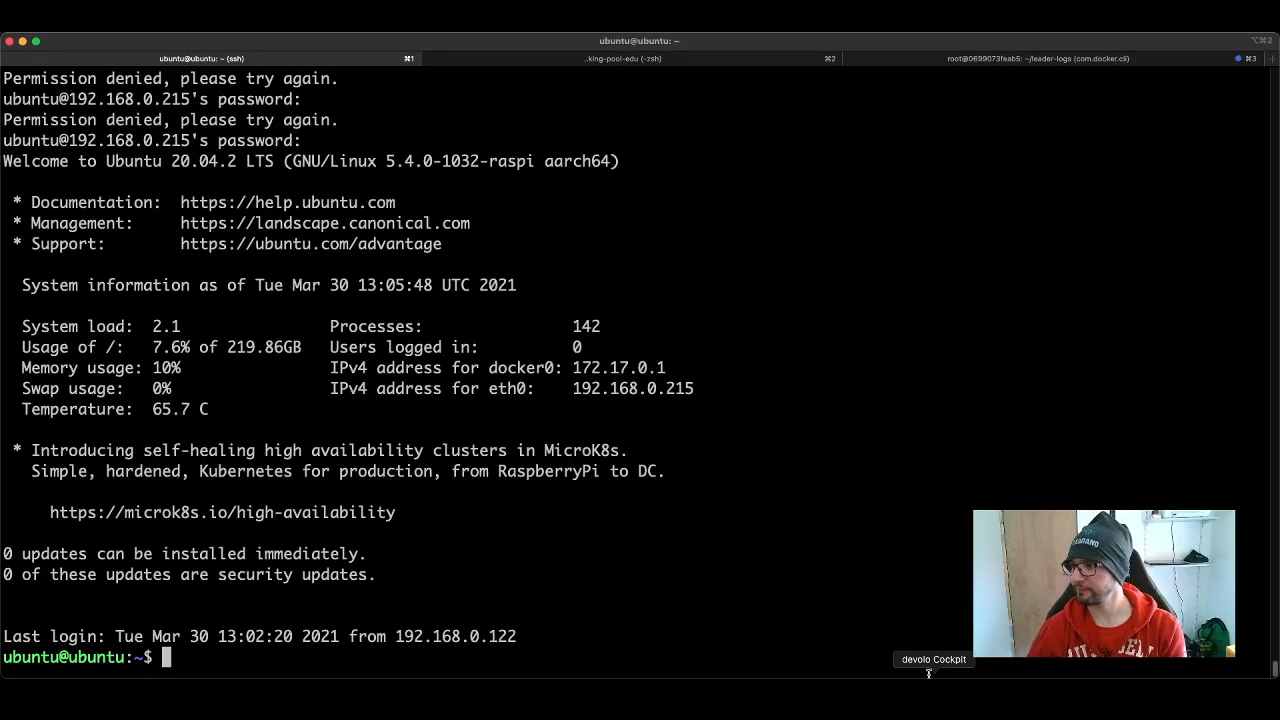 ubuntu@ubuntu: ~
⌥⌘2
ubuntu@ubuntu: ~ (ssh) ⌘1
..king-pool-edu (-zsh) ⌘2
root@0699073feab5: ~/leader-logs (com.docker.cli) ⌘3
Permission denied, please try again.
ubuntu@192.168.0.215's password:
Permission denied, please try again.
ubuntu@192.168.0.215's password:
Welcome to Ubuntu 20.04.2 LTS (GNU/Linux 5.4.0-1032-raspi aarch64)
* Documentation:  https://help.ubuntu.com
* Management:     https://landscape.canonical.com
* Support:        https://ubuntu.com/advantage
System information as of Tue Mar 30 13:05:48 UTC 2021
System load:  2.1               Processes:                142
Usage of /:   7.6% of 219.86GB  Users logged in:          0
Memory usage: 10%               IPv4 address for docker0: 172.17.0.1
Swap usage:   0%                IPv4 address for eth0:    192.168.0.215
Temperature:  65.7 C
* Introducing self-healing high availability clusters in MicroK8s.
Simple, hardened, Kubernetes for production, from RaspberryPi to DC.
https://microk8s.io/high-availability
0 updates can be installed immediately.
0 of these updates are security updates.
Last login: Tue Mar 30 13:02:20 2021 from 192.168.0.122
ubuntu@ubuntu:~$
devolo Cockpit